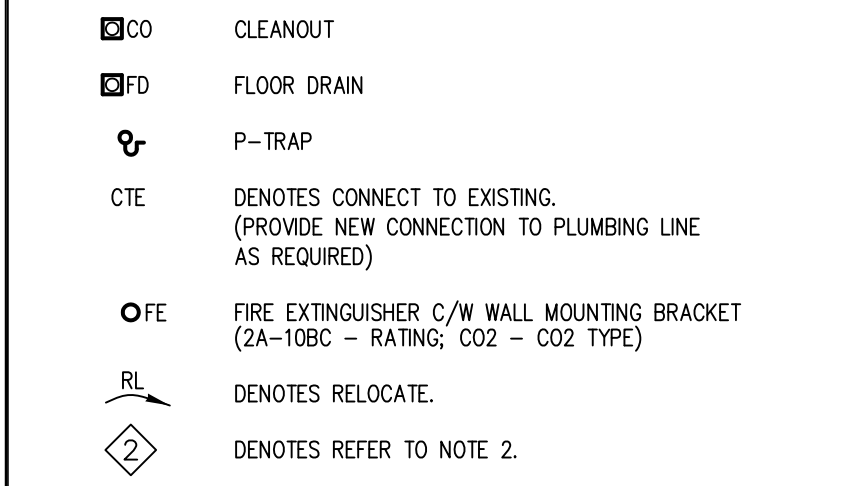 CO CLEANOUT
FD FLOOR DRAIN
P-TRAP
CTE DENOTES CONNECT TO EXISTING.
(PROVIDE NEW CONNECTION TO PLUMBING LINE
AS REQUIRED)
FE FIRE EXTINGUISHER C/W WALL MOUNTING BRACKET
(2A-10BC - RATING; CO2 - CO2 TYPE)
RL DENOTES RELOCATE.
2 DENOTES REFER TO NOTE 2.